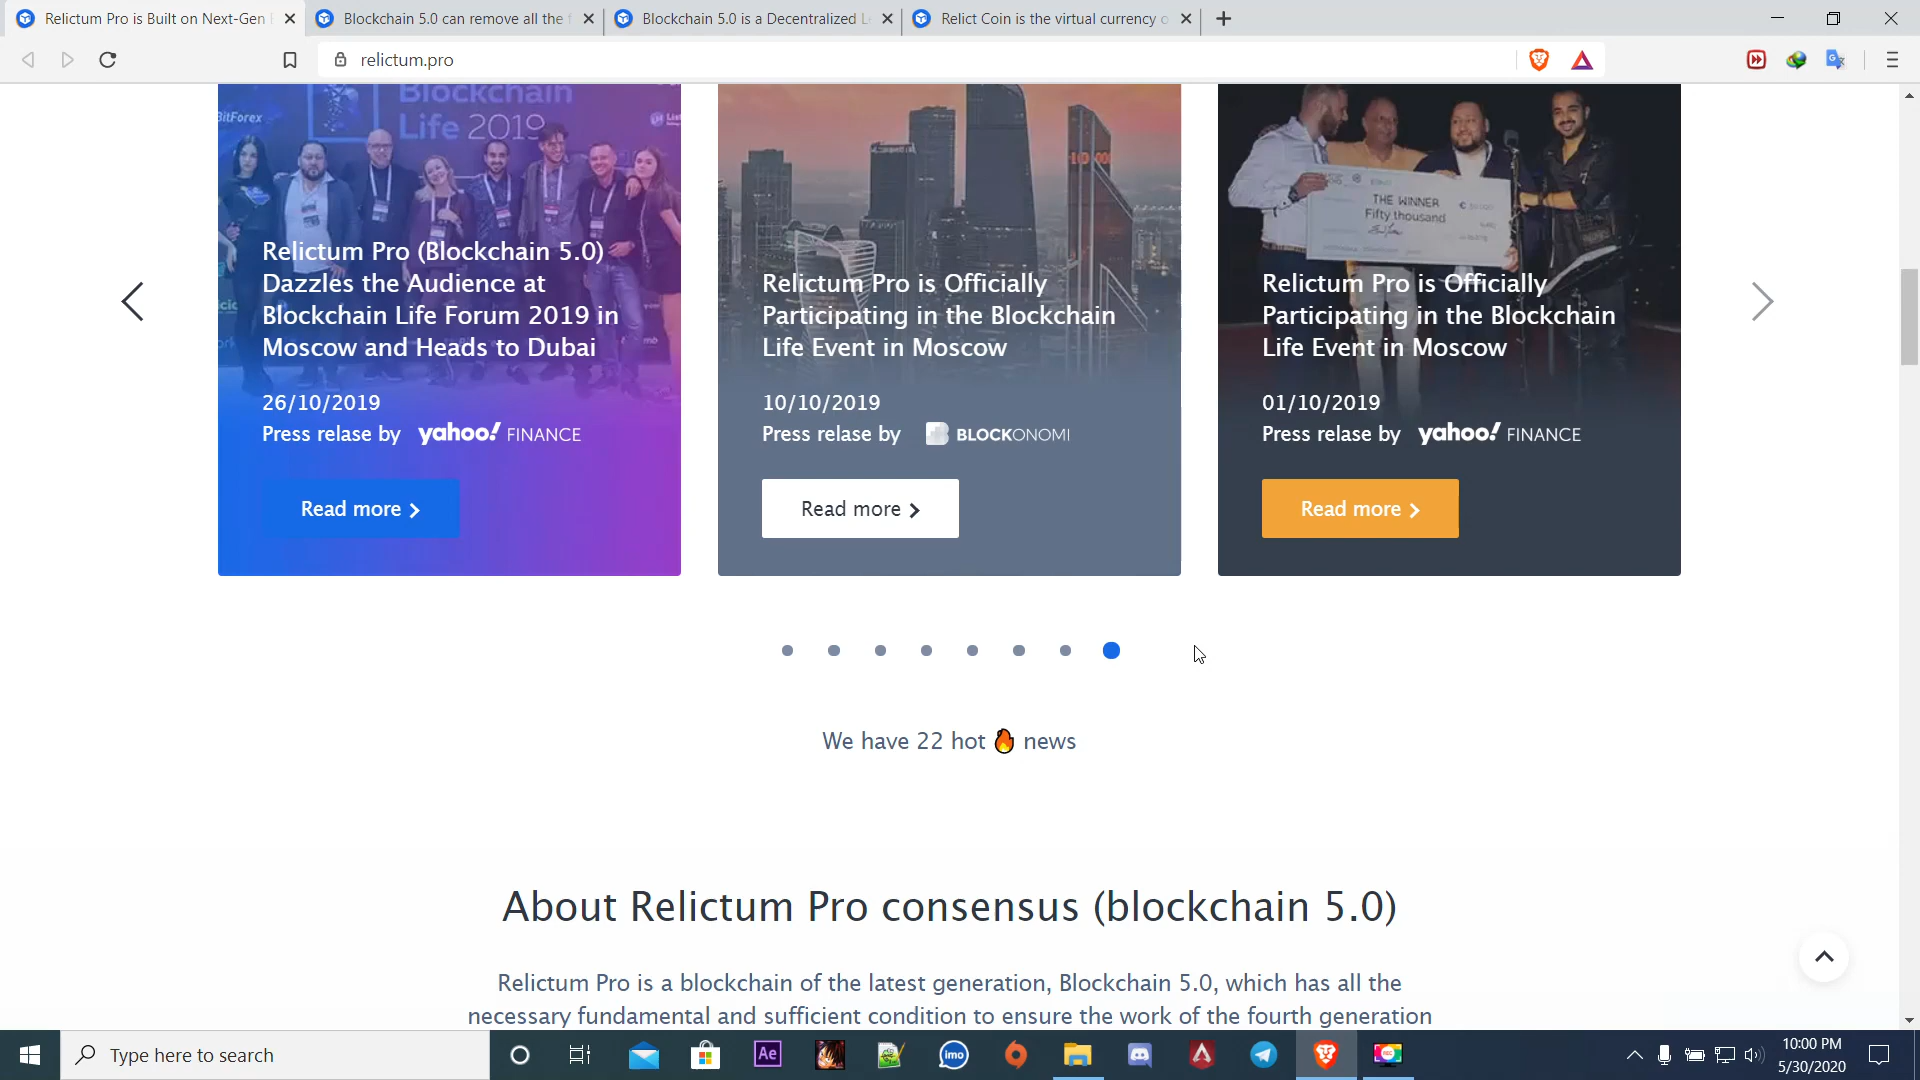 Relictum Pro is Built on Next-Gen
Blockchain 5.0 can remove all the
Blockchain 5.0 is a Decentralized L
Relict Coin is the virtual currency o
relictum.pro
BitForex
Blockchain
Life 2019
Relictum Pro (Blockchain 5.0)
Dazzles the Audience at
Blockchain Life Forum 2019 in
Moscow and Heads to Dubai
26/10/2019
Press relase by yahoo! FINANCE
Read more
Relictum Pro is Officially
Participating in the Blockchain
Life Event in Moscow
10/10/2019
Press relase by BLOCKONOMI
Read more
THE WINNER
Fifty thousand
Relictum Pro is Officially
Participating in the Blockchain
Life Event in Moscow
01/10/2019
Press relase by yahoo! FINANCE
Read more
We have 22 hot 🔥 news
About Relictum Pro consensus (blockchain 5.0)
Relictum Pro is a blockchain of the latest generation, Blockchain 5.0, which has all the
necessary fundamental and sufficient condition to ensure the work of the fourth generation
Type here to search
Ae
imo
10:00 PM
5/30/2020